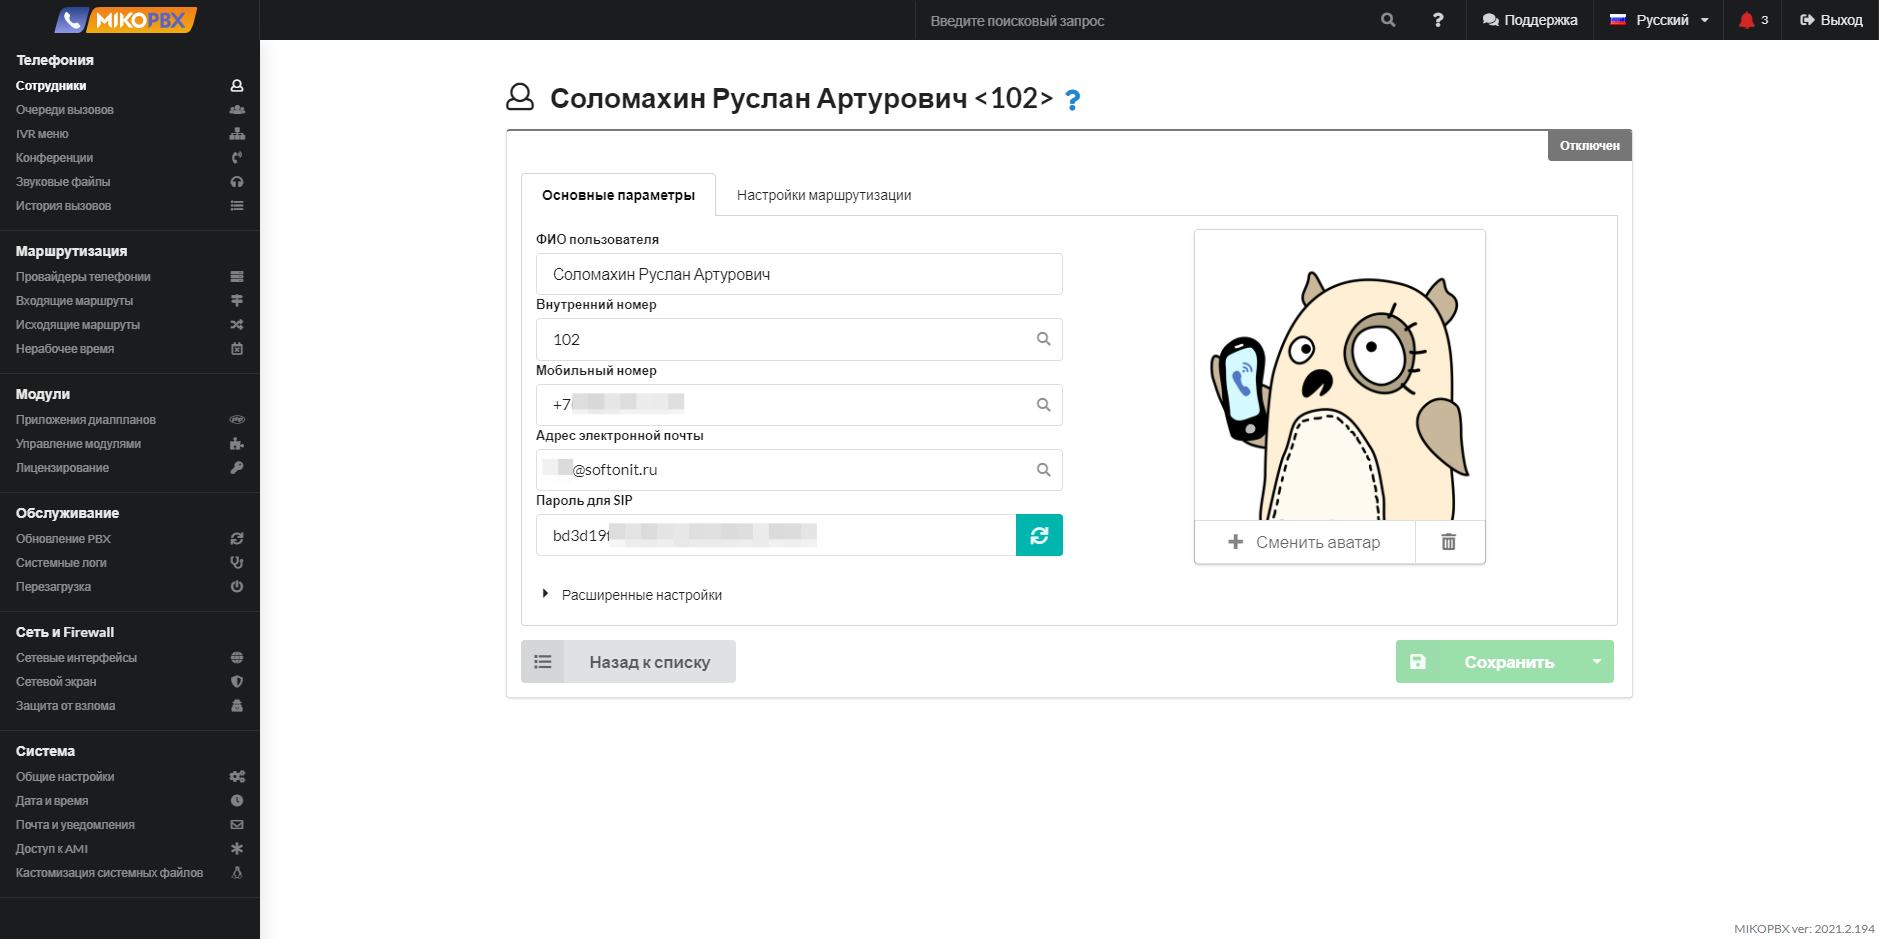 MIKOPBX
Введите поисковый запрос
?
Поддержка
Русский
3
Выход
Телефония
Сотрудники
Очереди вызовов
IVR меню
Конференции
Звуковые файлы
История вызовов
Маршрутизация
Провайдеры телефонии
Входящие маршруты
Исходящие маршруты
Нерабочее время
Модули
Приложения диалпланов
Управление модулями
Лицензирование
Обслуживание
Обновление PBX
Системные логи
Перезагрузка
Сеть и Firewall
Сетевые интерфейсы
Сетевой экран
Защита от взлома
Система
Общие настройки
Дата и время
Почта и уведомления
Доступ к AMI
Кастомизация системных файлов
Соломахин Руслан Артурович <102> ?
Отключен
Основные параметры
Настройки маршрутизации
ФИО пользователя
Соломахин Руслан Артурович
Внутренний номер
102
Мобильный номер
+7
Адрес электронной почты
@softonit.ru
Пароль для SIP
bd3d19f
Расширенные настройки
Сменить аватар
Назад к списку
Сохранить
MIKOPBX ver: 2021.2.194